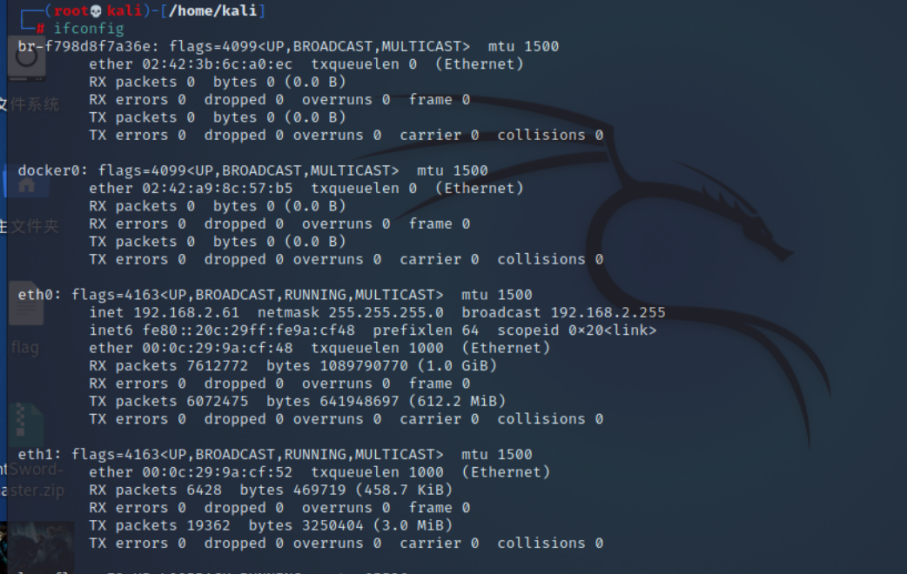 (root💀kali)-[/home/kali]
# ifconfig
br-f798d8f7a36e: flags=4099<UP,BROADCAST,MULTICAST>  mtu 1500
ether 02:42:3b:6c:a0:ec  txqueuelen 0  (Ethernet)
RX packets 0  bytes 0 (0.0 B)
RX errors 0  dropped 0  overruns 0  frame 0
TX packets 0  bytes 0 (0.0 B)
TX errors 0  dropped 0 overruns 0  carrier 0  collisions 0
文件系统
docker0: flags=4099<UP,BROADCAST,MULTICAST>  mtu 1500
ether 02:42:a9:8c:57:b5  txqueuelen 0  (Ethernet)
RX packets 0  bytes 0 (0.0 B)
RX errors 0  dropped 0  overruns 0  frame 0
TX packets 0  bytes 0 (0.0 B)
TX errors 0  dropped 0 overruns 0  carrier 0  collisions 0
主文件夹
eth0: flags=4163<UP,BROADCAST,RUNNING,MULTICAST>  mtu 1500
inet 192.168.2.61  netmask 255.255.255.0  broadcast 192.168.2.255
inet6 fe80::20c:29ff:fe9a:cf48  prefixlen 64  scopeid 0×20<link>
ether 00:0c:29:9a:cf:48  txqueuelen 1000  (Ethernet)
RX packets 7612772  bytes 1089790770 (1.0 GiB)
RX errors 0  dropped 0  overruns 0  frame 0
TX packets 6072475  bytes 641948697 (612.2 MiB)
TX errors 0  dropped 0 overruns 0  carrier 0  collisions 0
flag
eth1: flags=4163<UP,BROADCAST,RUNNING,MULTICAST>  mtu 1500
ether 00:0c:29:9a:cf:52  txqueuelen 1000  (Ethernet)
RX packets 6428  bytes 469719 (458.7 KiB)
RX errors 0  dropped 0  overruns 0  frame 0
TX packets 19362  bytes 3250404 (3.0 MiB)
TX errors 0  dropped 0 overruns 0  carrier 0  collisions 0
ntSword-
aster.zip